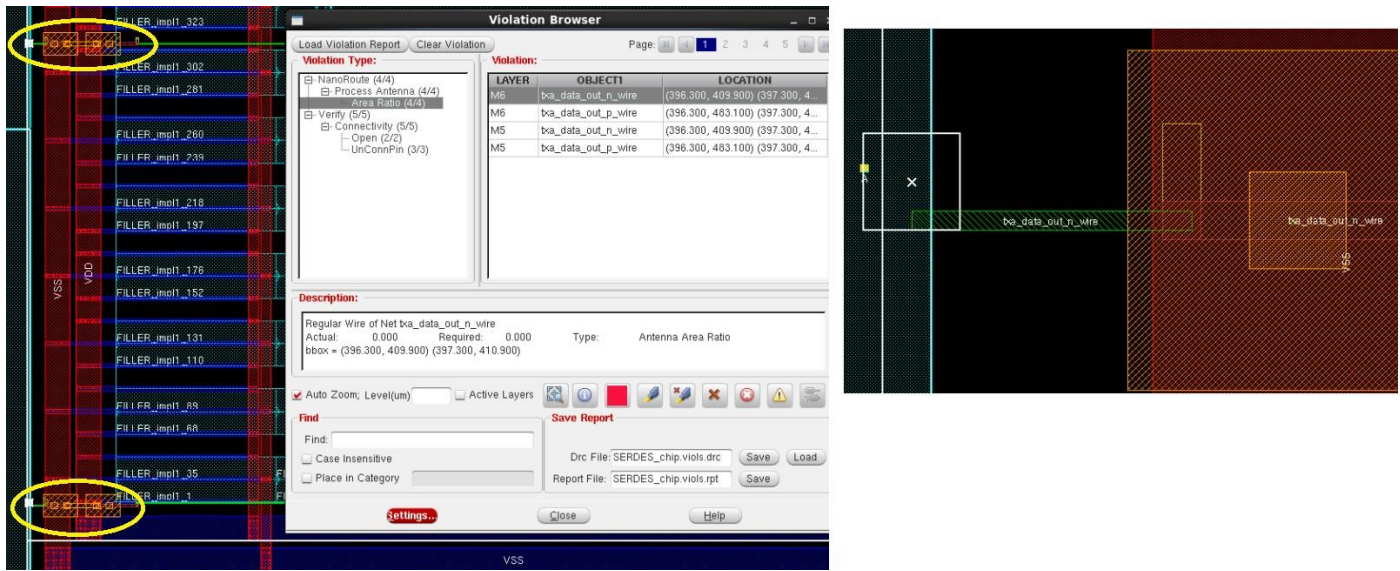 FILLER_impl1_323
FILLER_impl1_302
FILLER_impl1_281
FILLER_impl1_260
FILLER_impl1_239
FILLER_impl1_218
FILLER_impl1_197
FILLER_impl1_176
FILLER_impl1_152
FILLER_impl1_131
FILLER_impl1_110
FILLER_impl1_89
FILLER_impl1_68
FILLER_impl1_35
FILLER_impl1_1
VSS
VDD
VSS
Violation Browser
Load Violation Report
Clear Violation
Page: 1 2 3 4 5
Violation Type:
NanoRoute (4/4)
Process Antenna (4/4)
Area Ratio (4/4)
Verify (5/5)
Connectivity (5/5)
Open (2/2)
UnConnPin (3/3)
Violation:
LAYER OBJECT1 LOCATION
M6 txa_data_out_n_wire (396.300, 409.900) (397.300, 4...
M6 txa_data_out_p_wire (396.300, 483.100) (397.300, 4...
M5 txa_data_out_n_wire (396.300, 409.900) (397.300, 4...
M5 txa_data_out_p_wire (396.300, 483.100) (397.300, 4...
Description:
Regular Wire of Net txa_data_out_n_wire
Actual: 0.000 Required: 0.000 Type: Antenna Area Ratio
bbox = (396.300, 409.900) (397.300, 410.900)
Auto Zoom; Level(um) Active Layers
Find
Find:
Case Insensitive
Place in Category
Save Report
Drc File: SERDES_chip.viols.drc Save Load
Report File: SERDES_chip.viols.rpt Save
Settings...
Close
Help
A
txa_data_out_n_wire
txa_data_out_n_wire
VSS